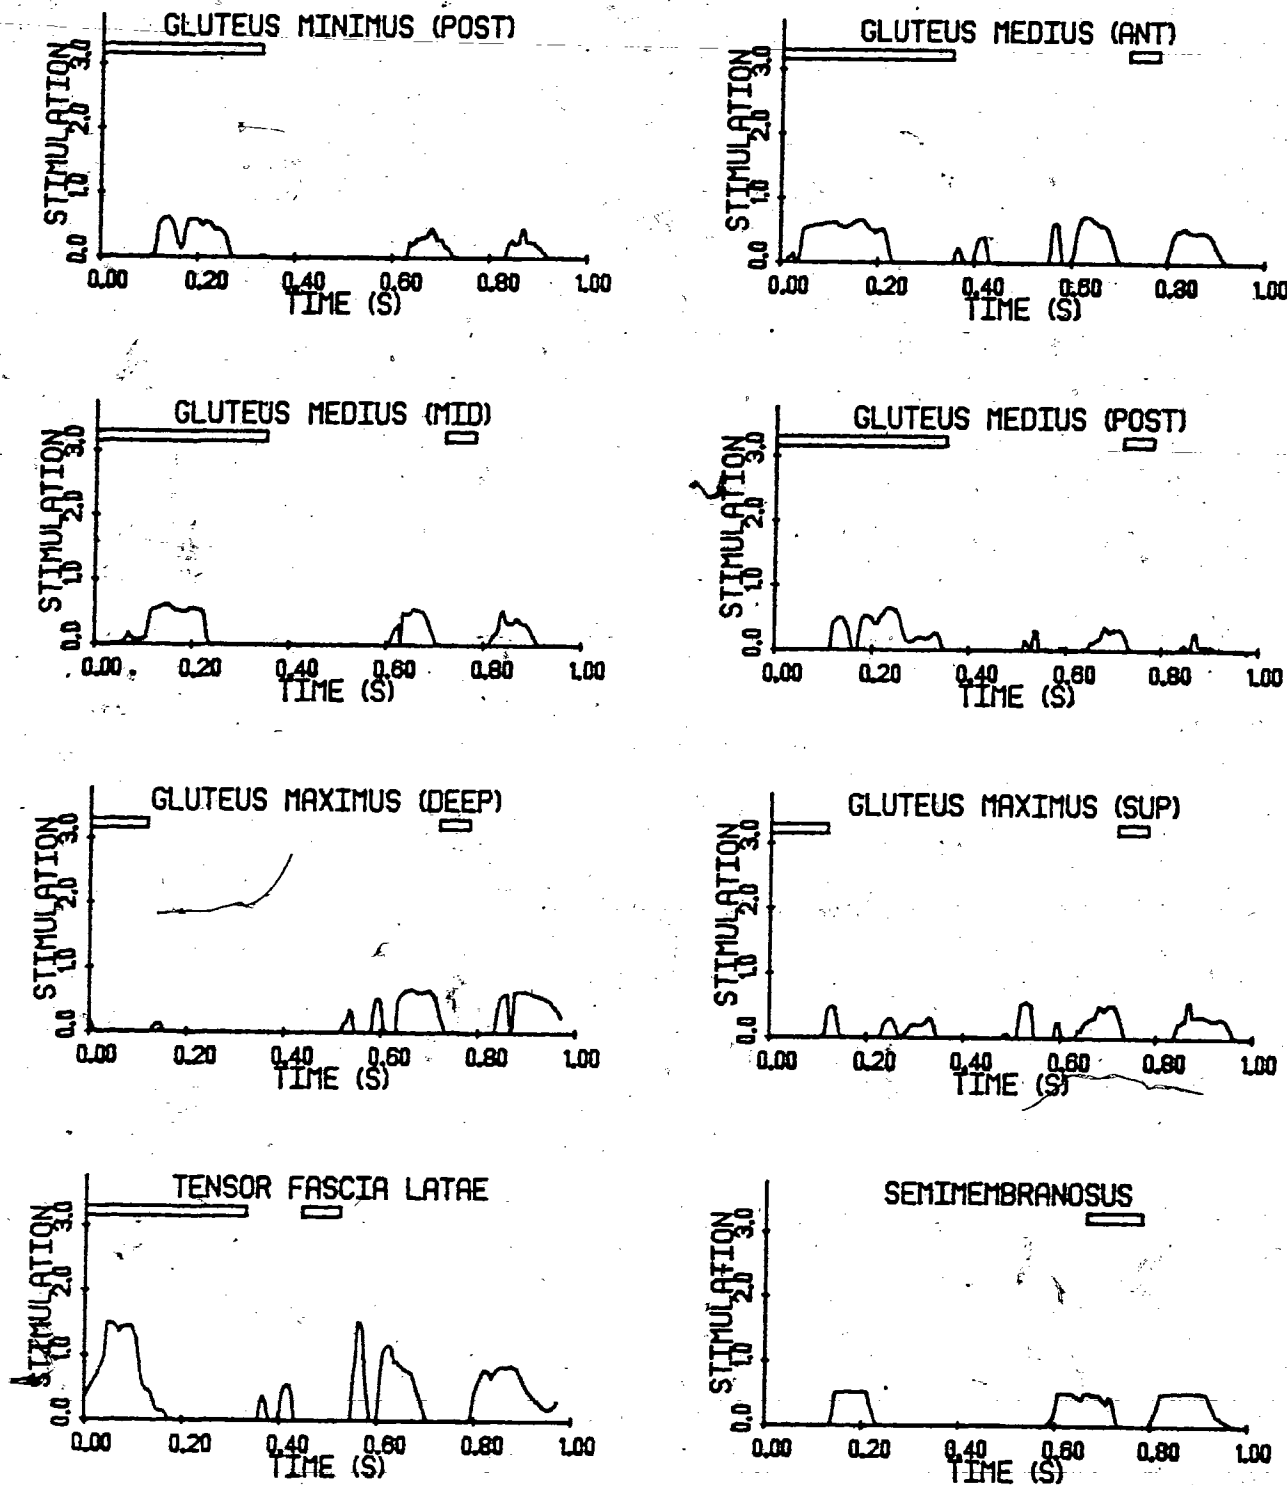 GLUTEUS MINIMUS (POST)
STIMULATION
0.0 1.0 2.0 3.0
0.00 0.20 0.40 0.60 0.80 1.00
TIME (S)
GLUTEUS MEDIUS (ANT)
STIMULATION
0.0 1.0 2.0 3.0
0.00 0.20 0.40 0.60 0.80 1.00
TIME (S)
GLUTEUS MEDIUS (MID)
STIMULATION
0.0 1.0 2.0 3.0
0.00 0.20 0.40 0.60 0.80 1.00
TIME (S)
GLUTEUS MEDIUS (POST)
STIMULATION
0.0 1.0 2.0 3.0
0.00 0.20 0.40 0.60 0.80 1.00
TIME (S)
GLUTEUS MAXIMUS (DEEP)
STIMULATION
0.0 1.0 2.0 3.0
0.00 0.20 0.40 0.60 0.80 1.00
TIME (S)
GLUTEUS MAXIMUS (SUP)
STIMULATION
0.0 1.0 2.0 3.0
0.00 0.20 0.40 0.60 0.80 1.00
TIME (S)
TENSOR FASCIA LATAE
STIMULATION
0.0 1.0 2.0 3.0
0.00 0.20 0.40 0.60 0.80 1.00
TIME (S)
SEMIMEMBRANOSUS
STIMULATION
0.0 1.0 2.0 3.0
0.00 0.20 0.40 0.60 0.80 1.00
TIME (S)